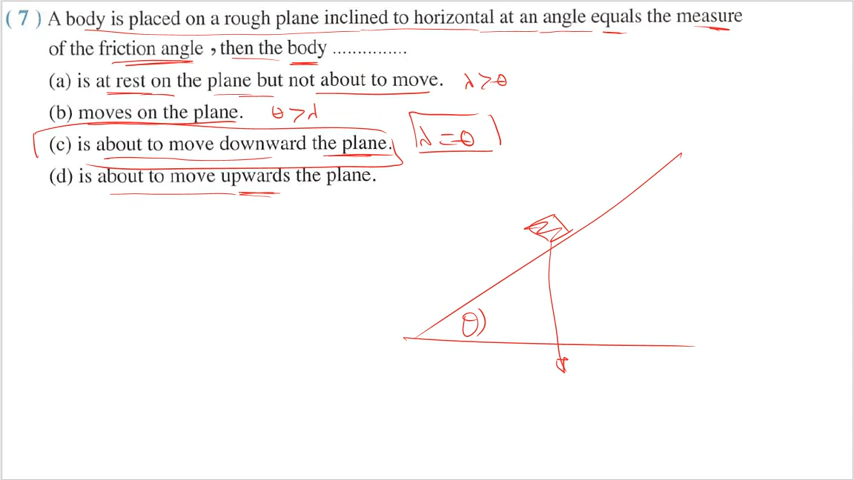 ( 7 ) A body is placed on a rough plane inclined to horizontal at an angle equals the measure
of the friction angle , then the body ...............
(a) is at rest on the plane but not about to move. λ>θ
(b) moves on the plane. θ>λ
(c) is about to move downward the plane. λ=θ
(d) is about to move upwards the plane.
θ